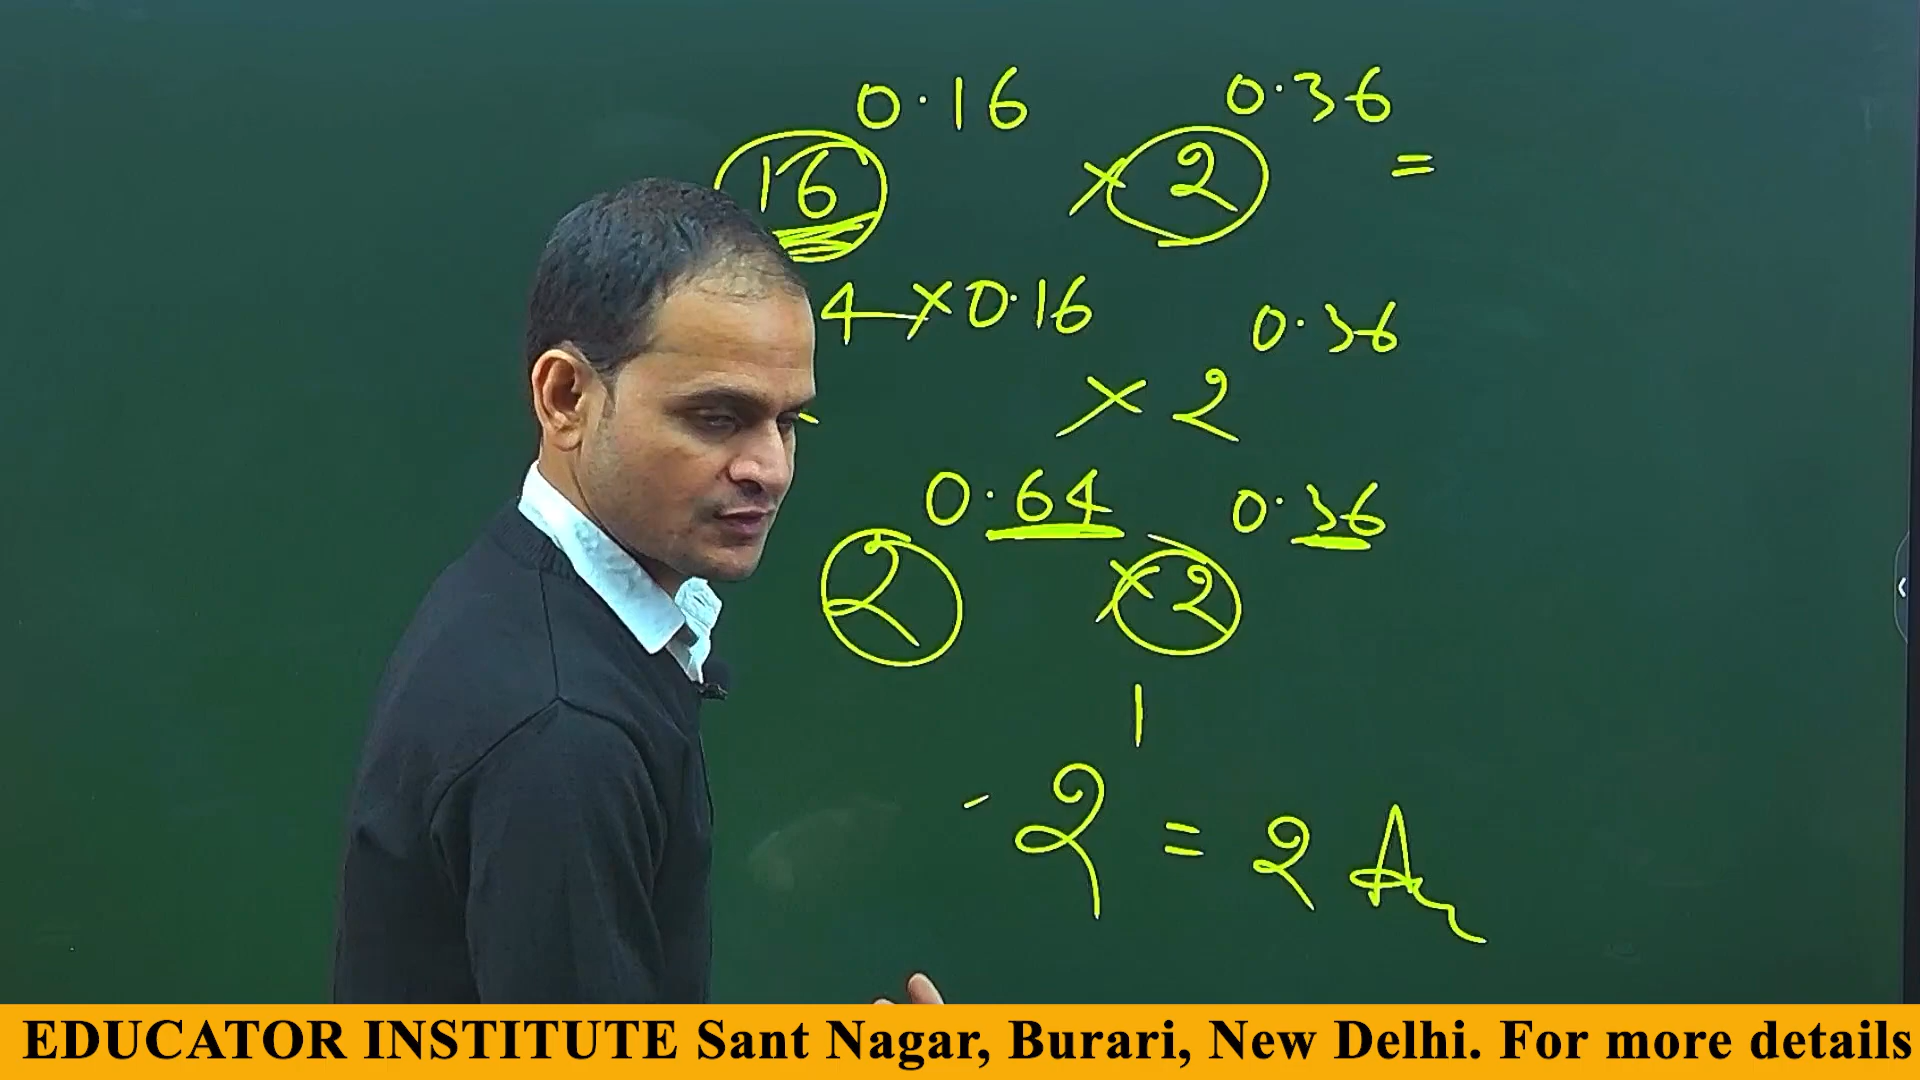 0.16 0.36
16 × 2 =
4 × 0.16 0.36
× 2
0.64 0.36
2 × 2
1
2 = 2 An
EDUCATOR INSTITUTE Sant Nagar, Burari, New Delhi. For more details